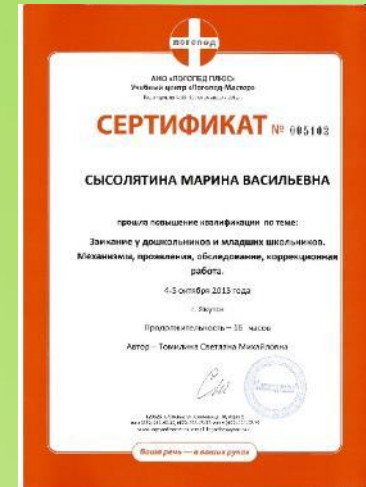 логопед
АНО «ЛОГОПЕД ПЛЮС»
Учебный центр «Логопед-Мастер»
СЕРТИФИКАТ № 005102
СЫСОЛЯТИНА МАРИНА ВАСИЛЬЕВНА
прошла повышение квалификации по теме:
Заикание у дошкольников и младших школьников.
Механизмы, проявления, обследование, коррекционная
работа.
4-5 октября 2013 года
г. Якутск
Продолжительность – 16 часов
Автор – Томилина Светлана Михайловна
Ваша речь — в наших руках